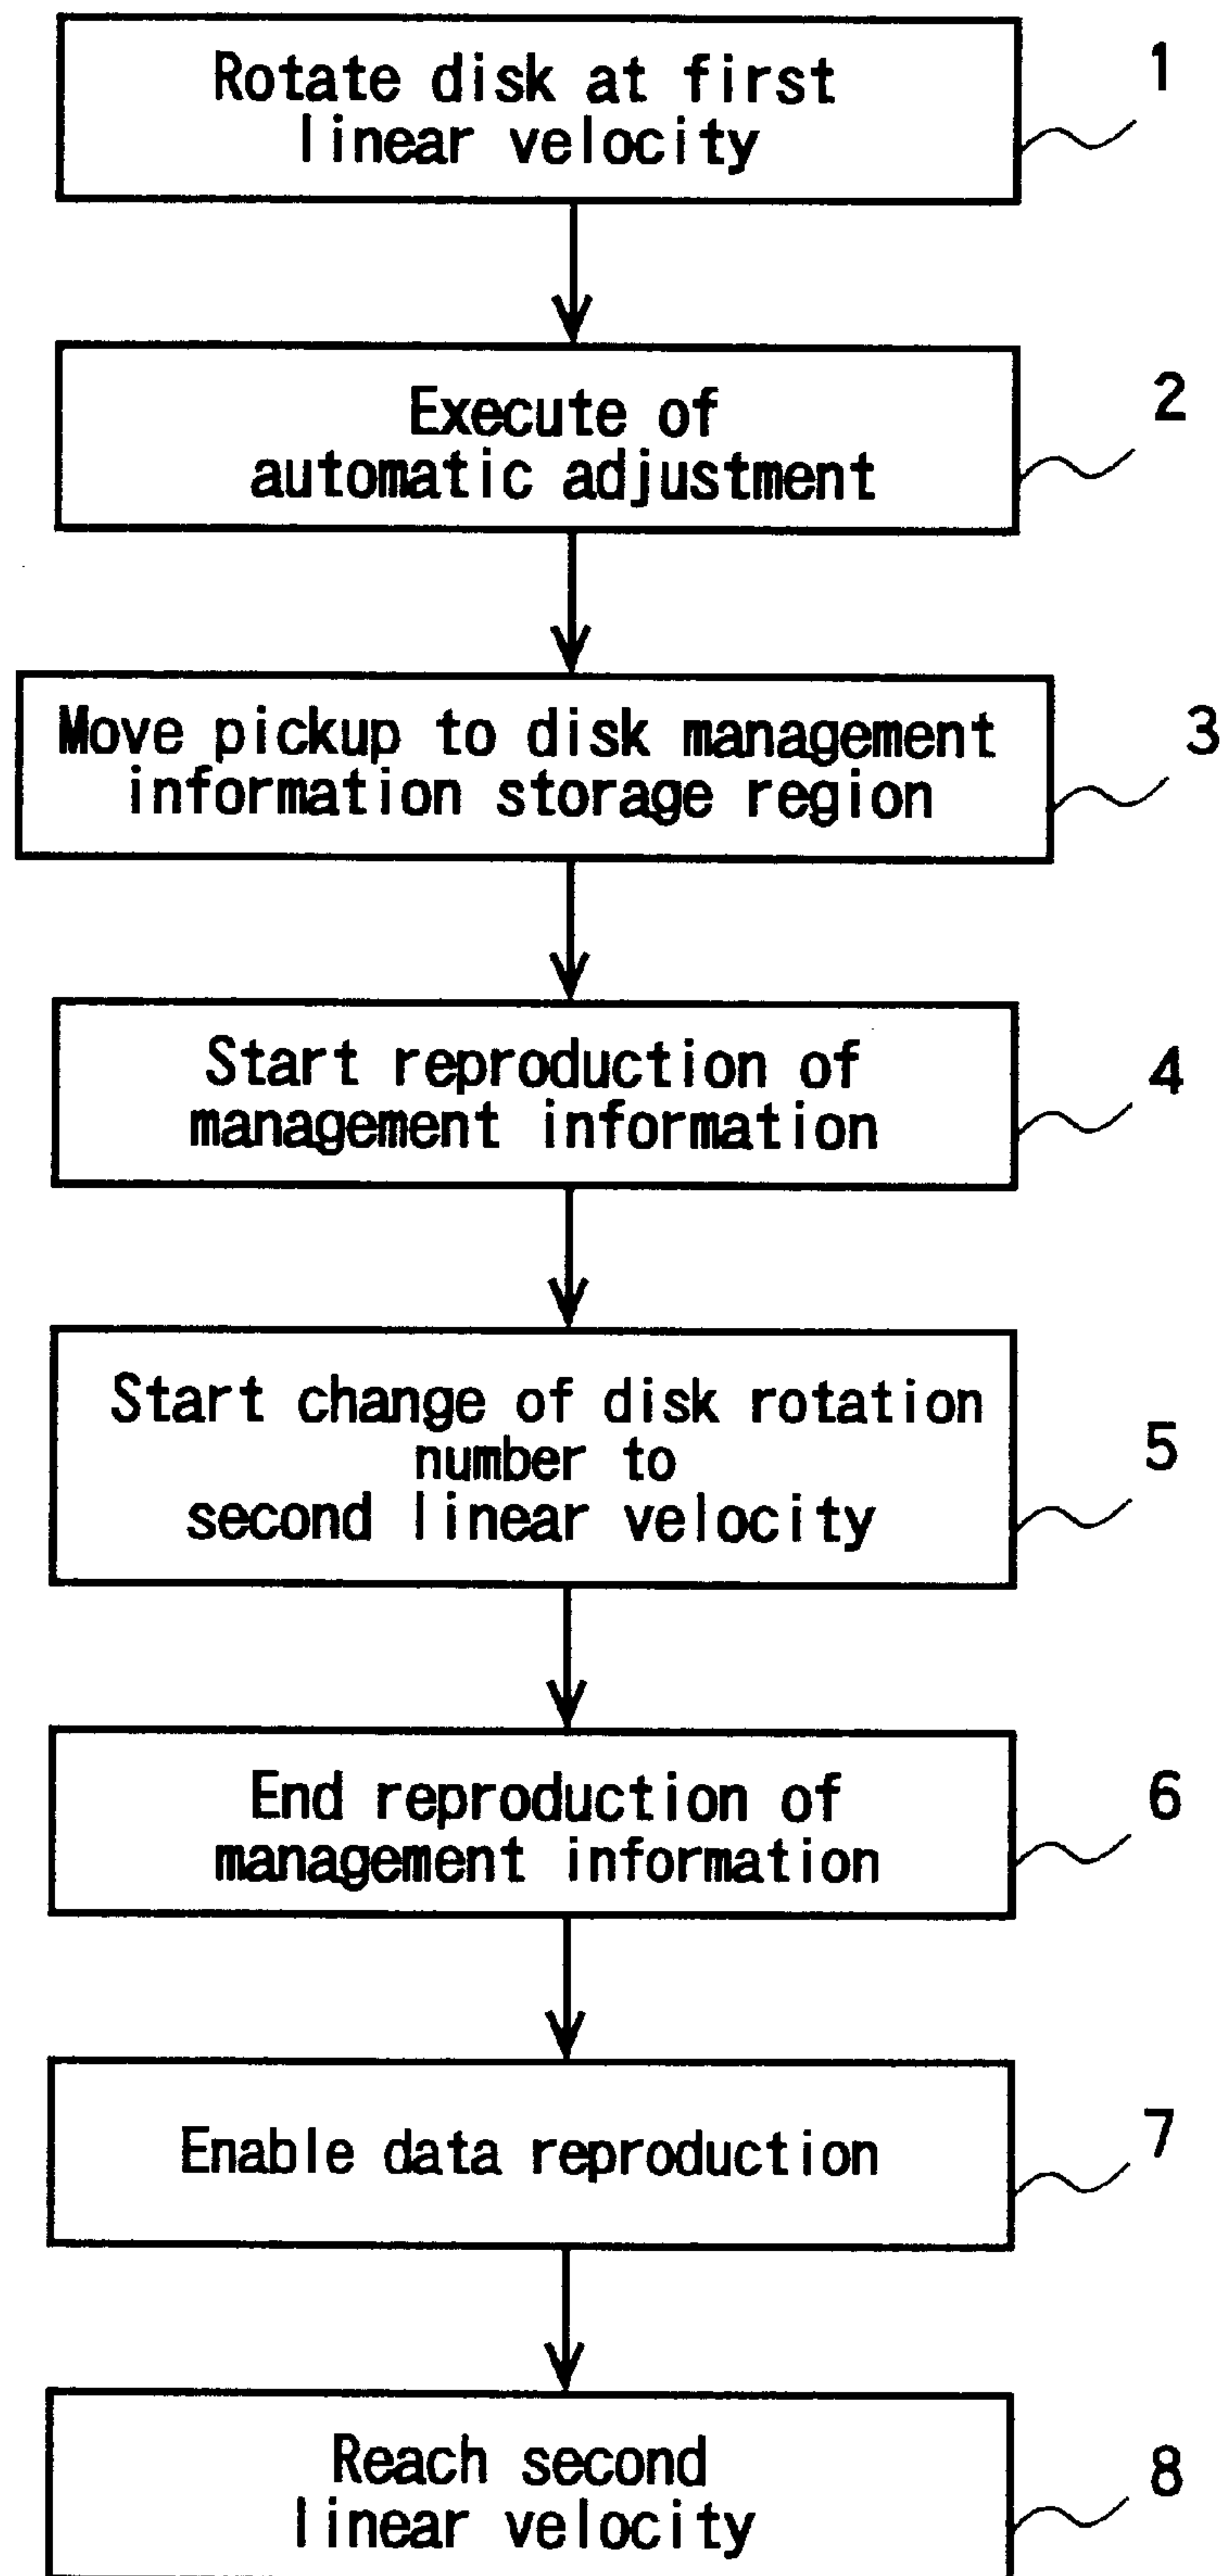 Rotate disk at first
linear velocity
1
Execute of
automatic adjustment
2
Move pickup to disk management
information storage region
3
Start reproduction of
management information
4
Start change of disk rotation
number to
second linear velocity
5
End reproduction of
management information
6
Enable data reproduction
7
Reach second
linear velocity
8